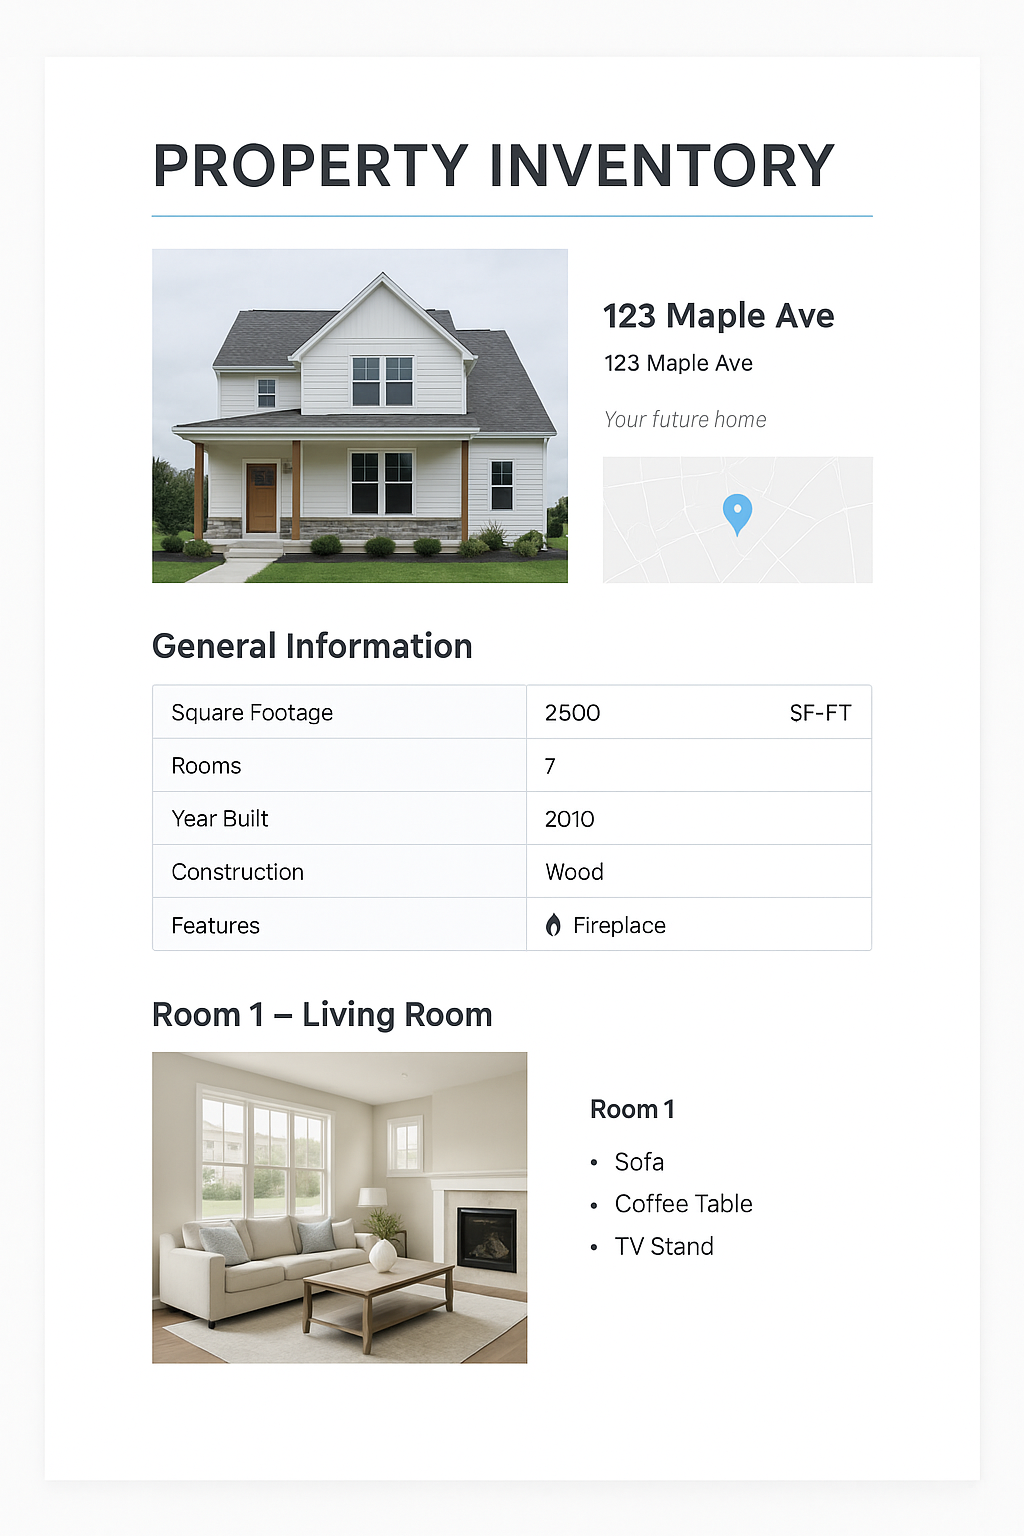 PROPERTY INVENTORY
123 Maple Ave
123 Maple Ave
Your future home
General Information
Square Footage 2500 SF-FT
Rooms 7
Year Built 2010
Construction Wood
Features Fireplace
Room 1 – Living Room
Room 1
• Sofa
• Coffee Table
• TV Stand